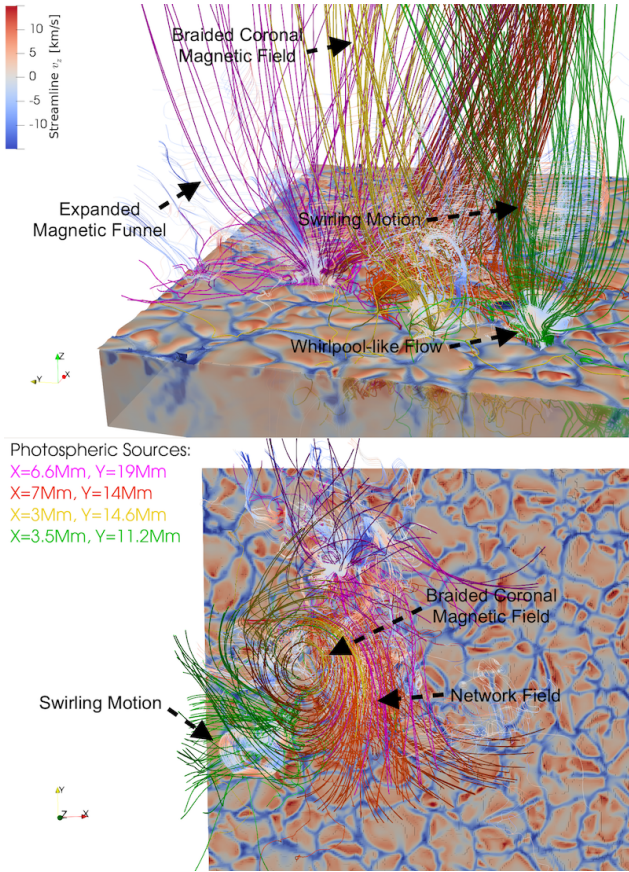 10
5
0
-5
-10
Streamline v_z [km/s]
Braided Coronal
Magnetic Field
Expanded
Magnetic Funnel
Swirling Motion
Whirlpool-like Flow
Z
Y
X
Photospheric Sources:
X=6.6Mm, Y=19Mm
X=7Mm, Y=14Mm
X=3Mm, Y=14.6Mm
X=3.5Mm, Y=11.2Mm
Braided Coronal
Magnetic Field
Swirling Motion
Network Field
Y
Z
X